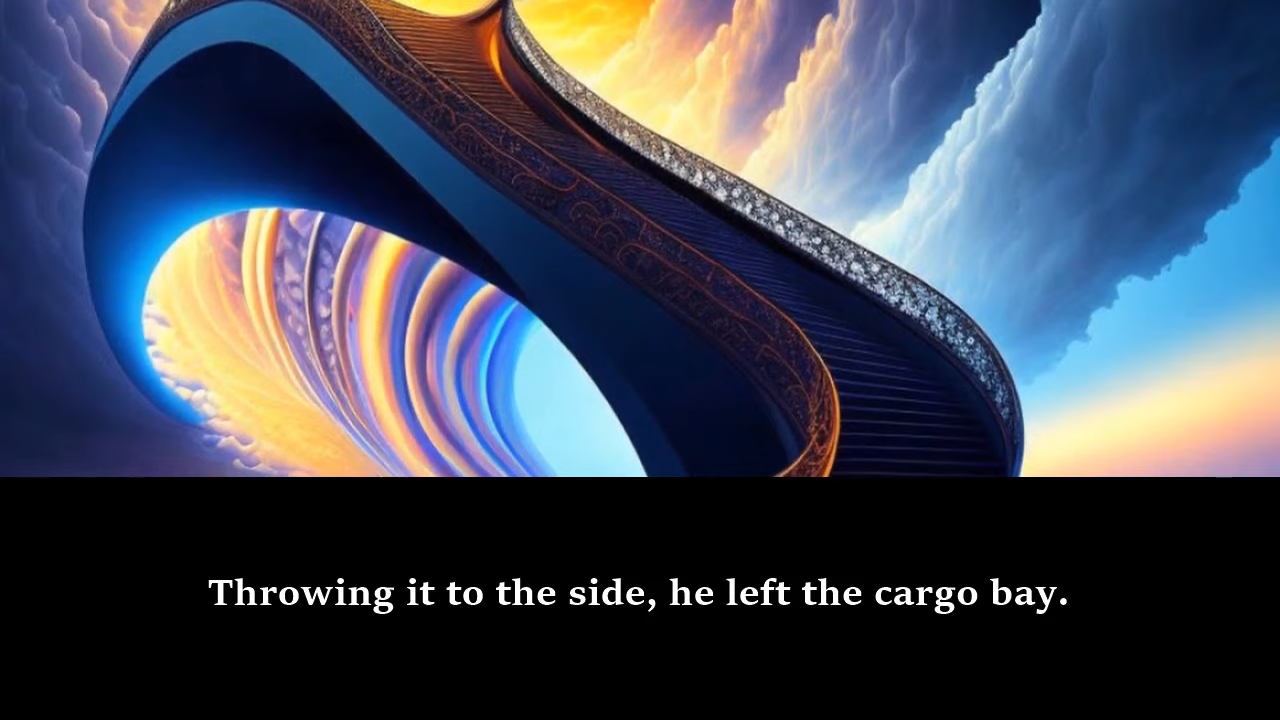 Throwing it to the side, he left the cargo bay.